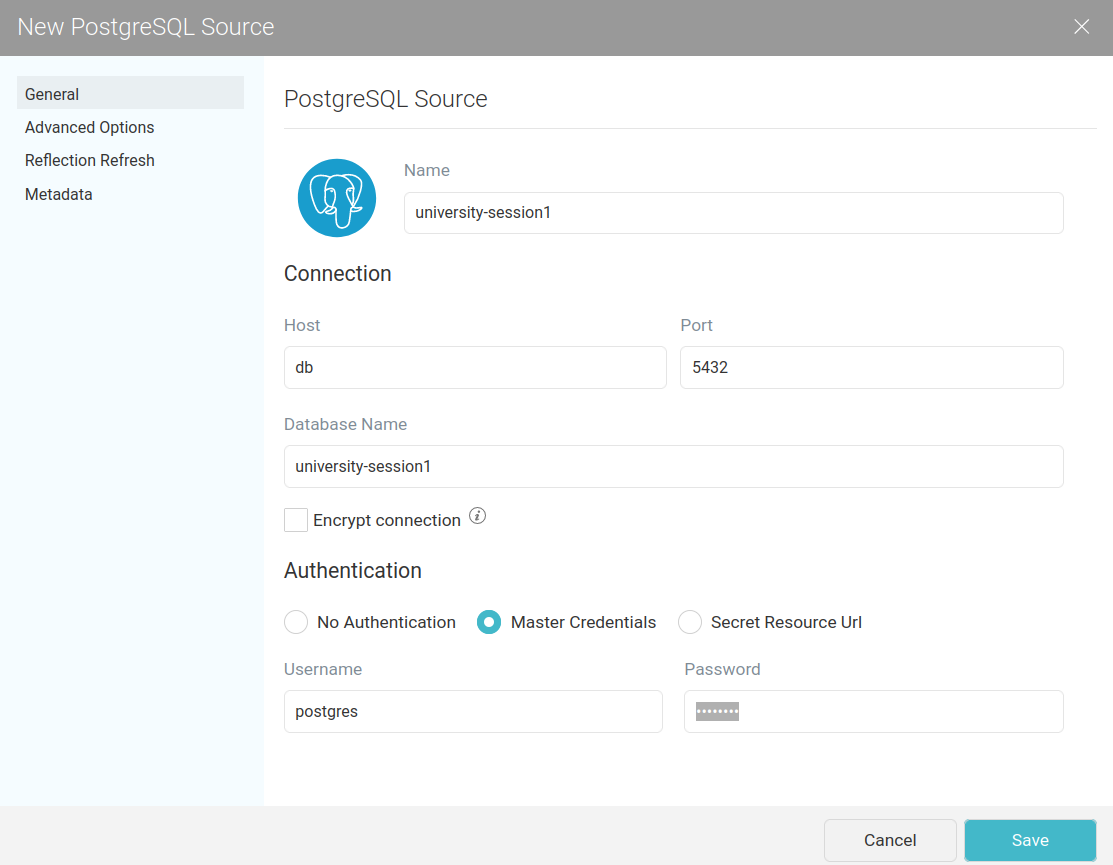 New PostgreSQL Source
General
Advanced Options
Reflection Refresh
Metadata
PostgreSQL Source
Name
university-session1
Connection
Host
Port
db
5432
Database Name
university-session1
Encrypt connection
Authentication
No Authentication
Master Credentials
Secret Resource Url
Username
Password
postgres
••••••••
Cancel
Save